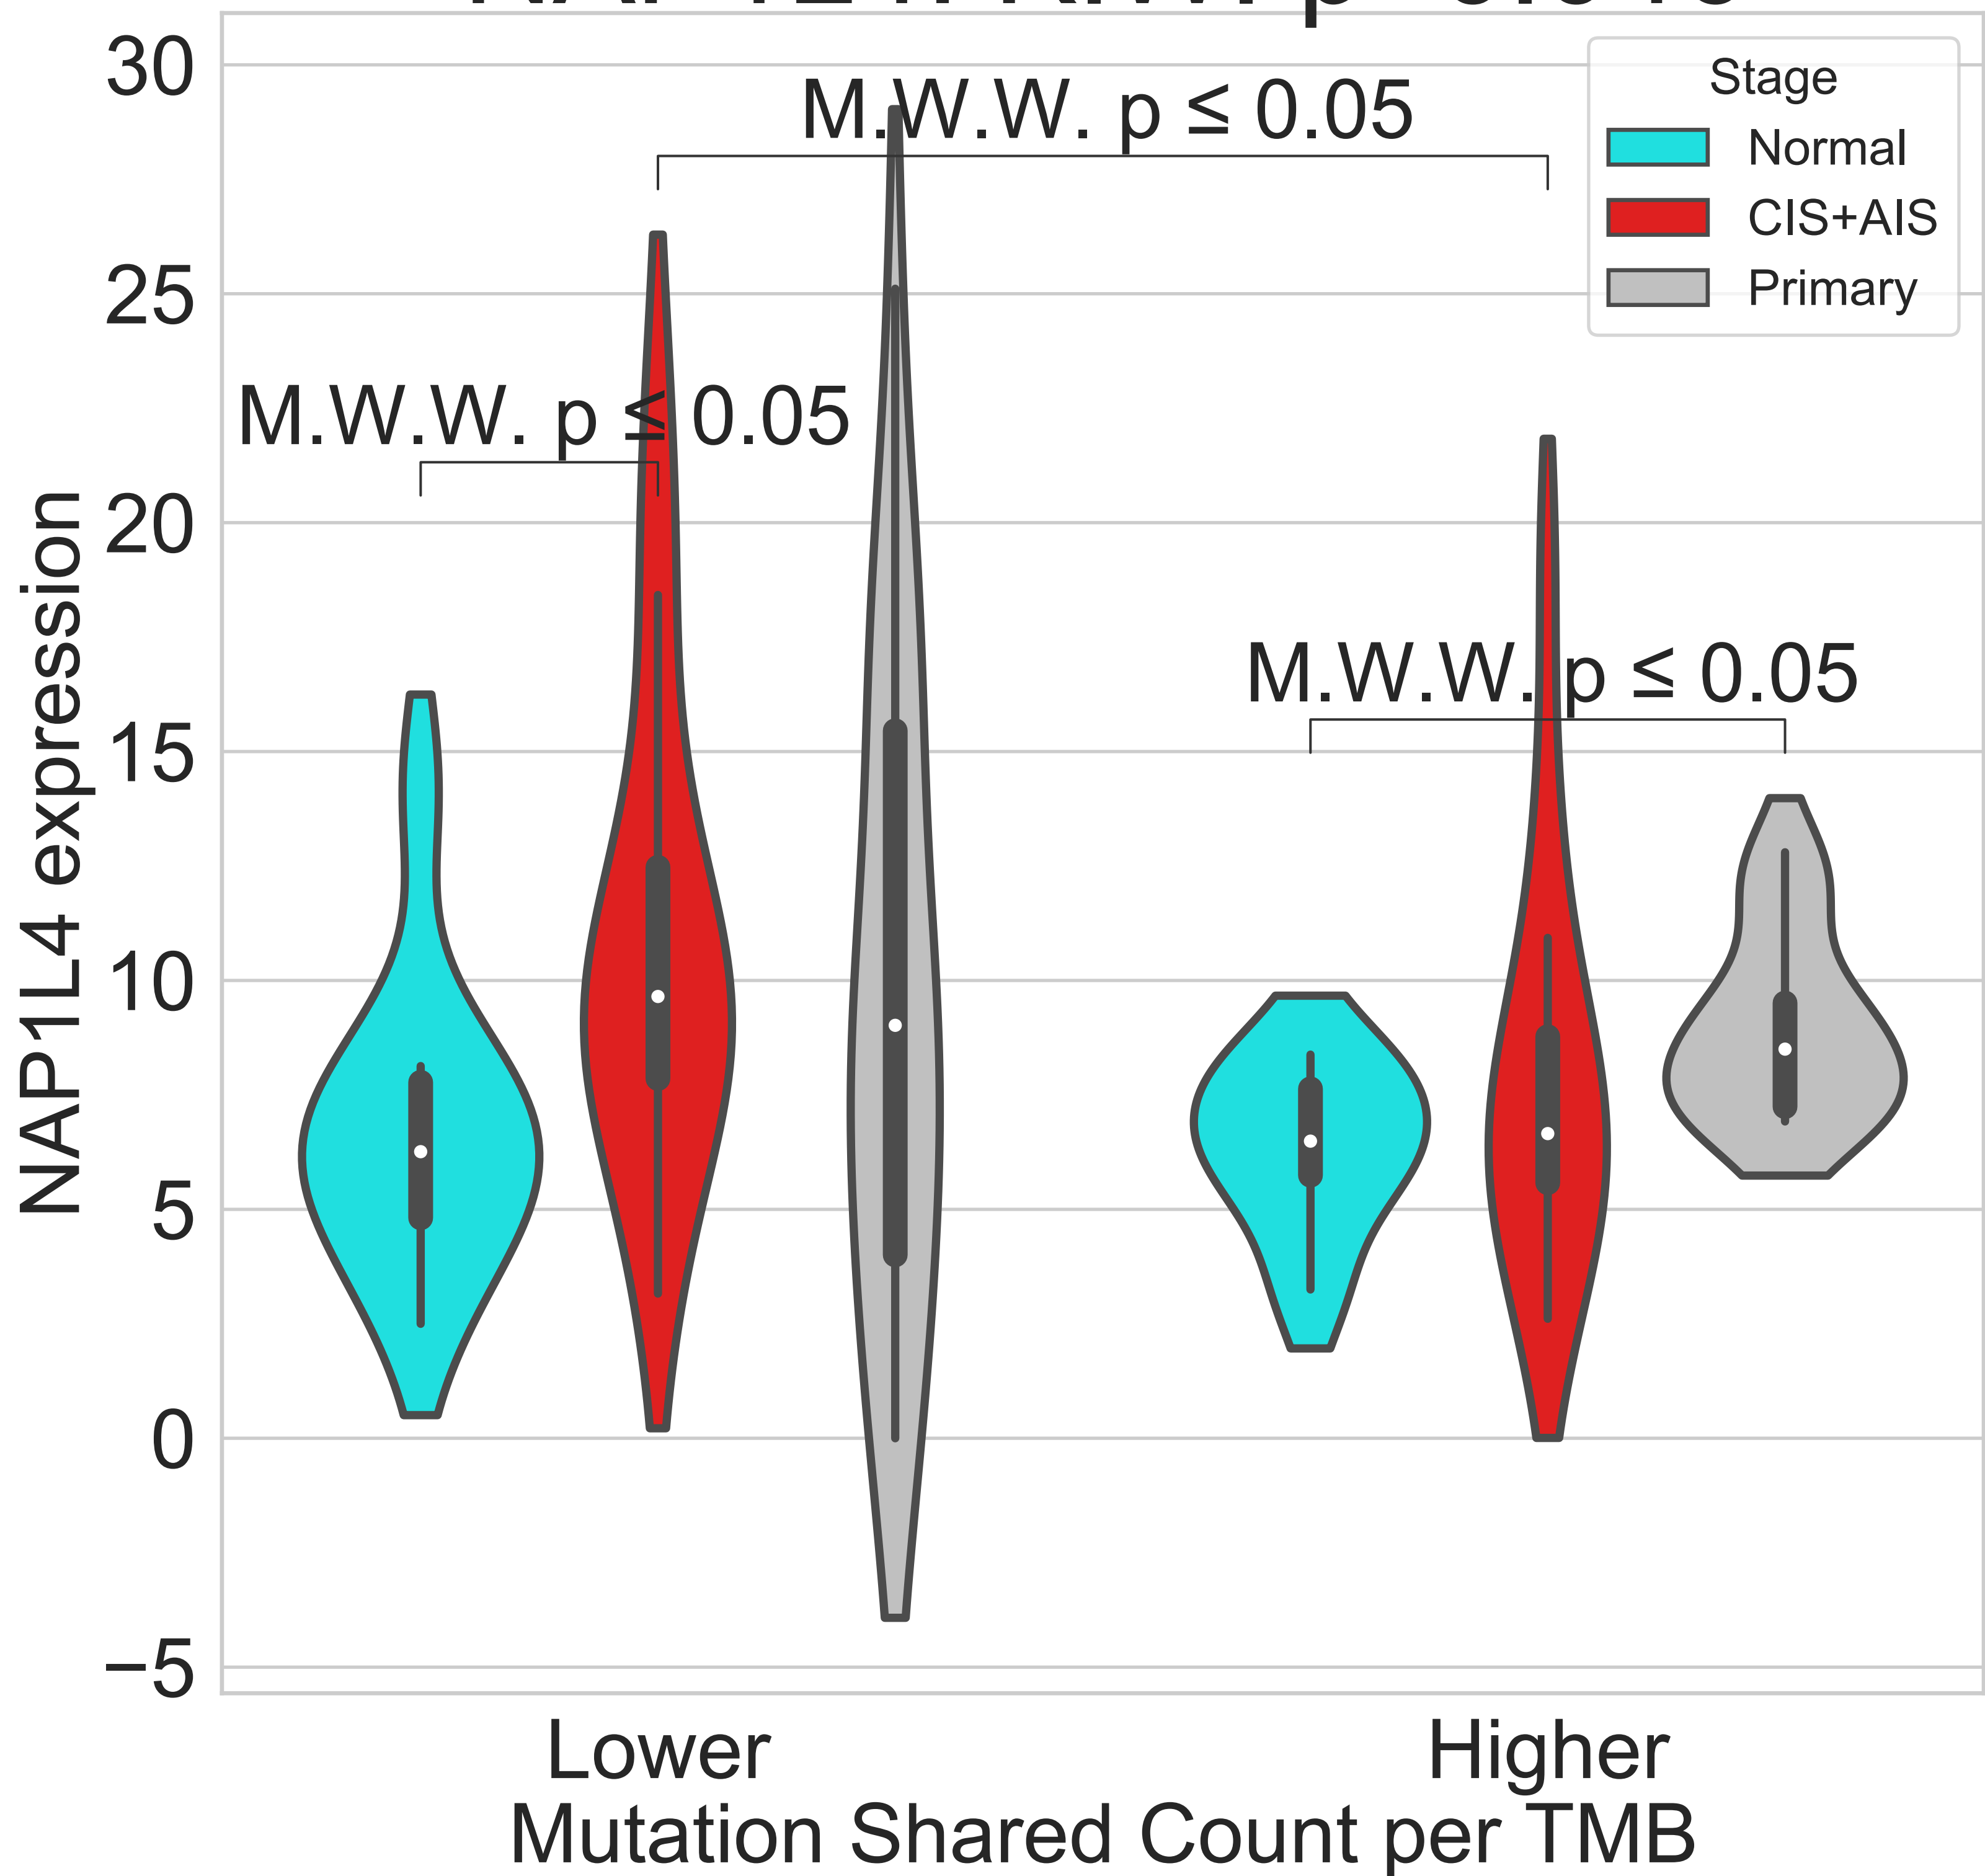 30
M.W.W. p ≤ 0.05
Stage
Normal
CIS+AIS
Primary
25
M.W.W. p ≤ 0.05
20
M.W.W. p ≤ 0.05
15
10
5
0
−5
NAP1L4 expression
Lower
Higher
Mutation Shared Count per TMB